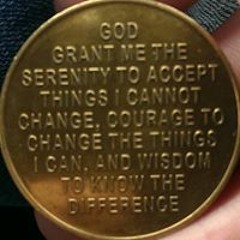 GOD
GRANT ME THE
SERENITY TO ACCEPT
THINGS I CANNOT
CHANGE, COURAGE TO
CHANGE THE THINGS
I CAN, AND WISDOM
TO KNOW THE
DIFFERENCE